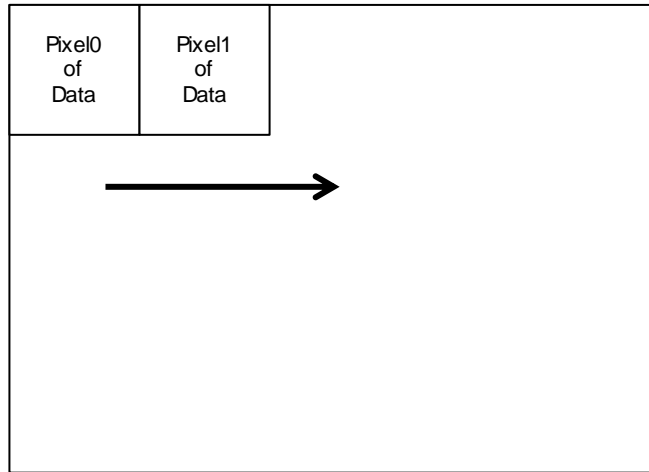 Pixel0
of
Data
Pixel1
of
Data